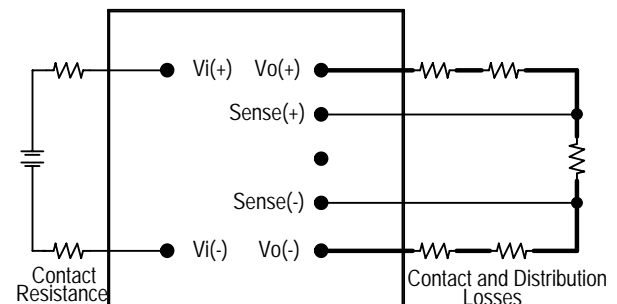 Vi(+) Vo(+)
Sense(+)
Sense(-)
Vi(-) Vo(-)
Contact
Resistance
Contact and Distribution
Losses